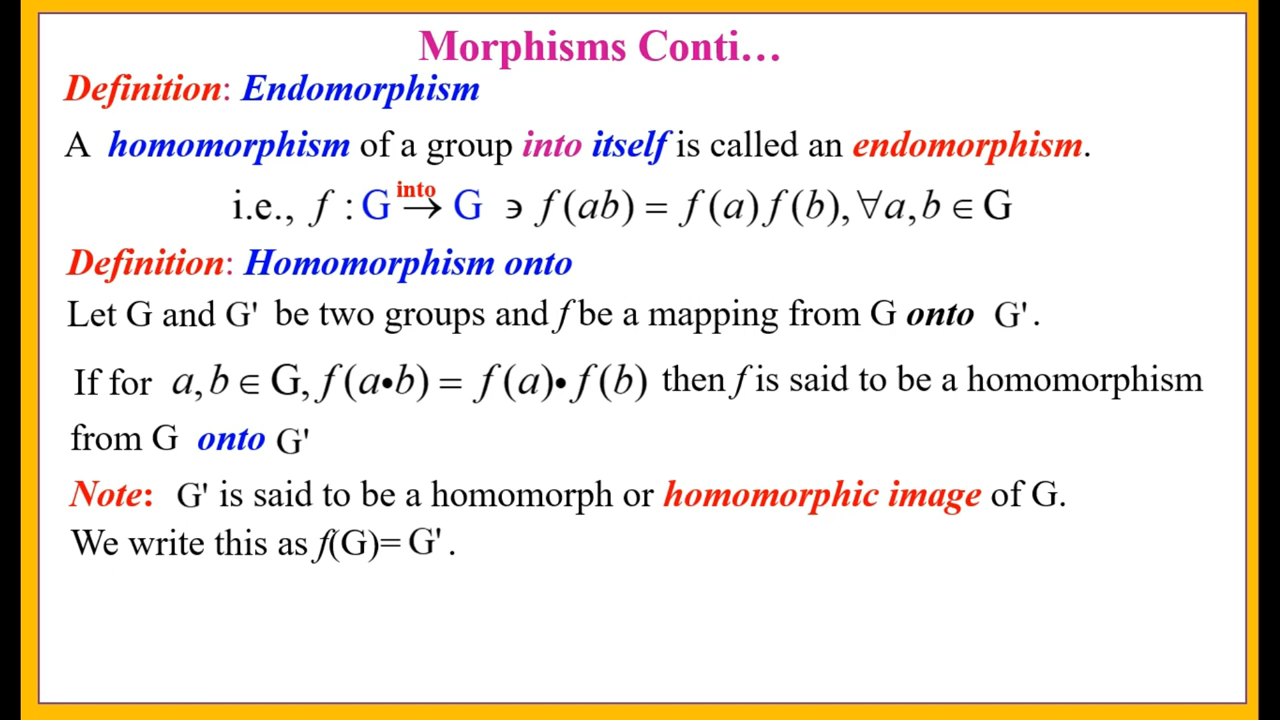 Morphisms Conti...
Definition: Endomorphism
A homomorphism of a group into itself is called an endomorphism.
i.e., f : G into → G ∍ f(ab) = f(a) f(b), ∀a, b ∈ G
Definition: Homomorphism onto
Let G and G' be two groups and f be a mapping from G onto G'.
If for a, b ∈ G, f(a•b) = f(a)• f(b) then f is said to be a homomorphism
from G onto G'
Note: G' is said to be a homomorph or homomorphic image of G.
We write this as f(G)= G'.